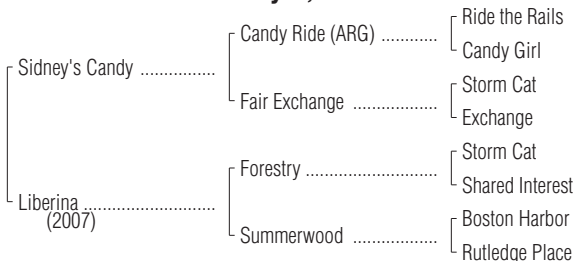 Ride the Rails
Candy Ride (ARG) ............
Candy Girl
Sidney's Candy ................
Storm Cat
Fair Exchange ..................
Exchange
Storm Cat
Forestry ............................
Shared Interest
Liberina ............................
(2007)
Boston Harbor
Summerwood ..................
Rutledge Place